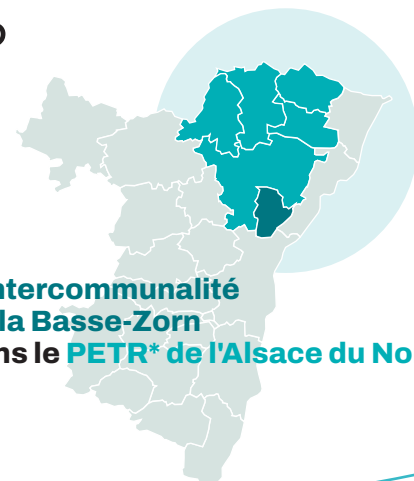 ntercommunalité
la Basse-Zorn
ns le PETR* de l'Alsace du No